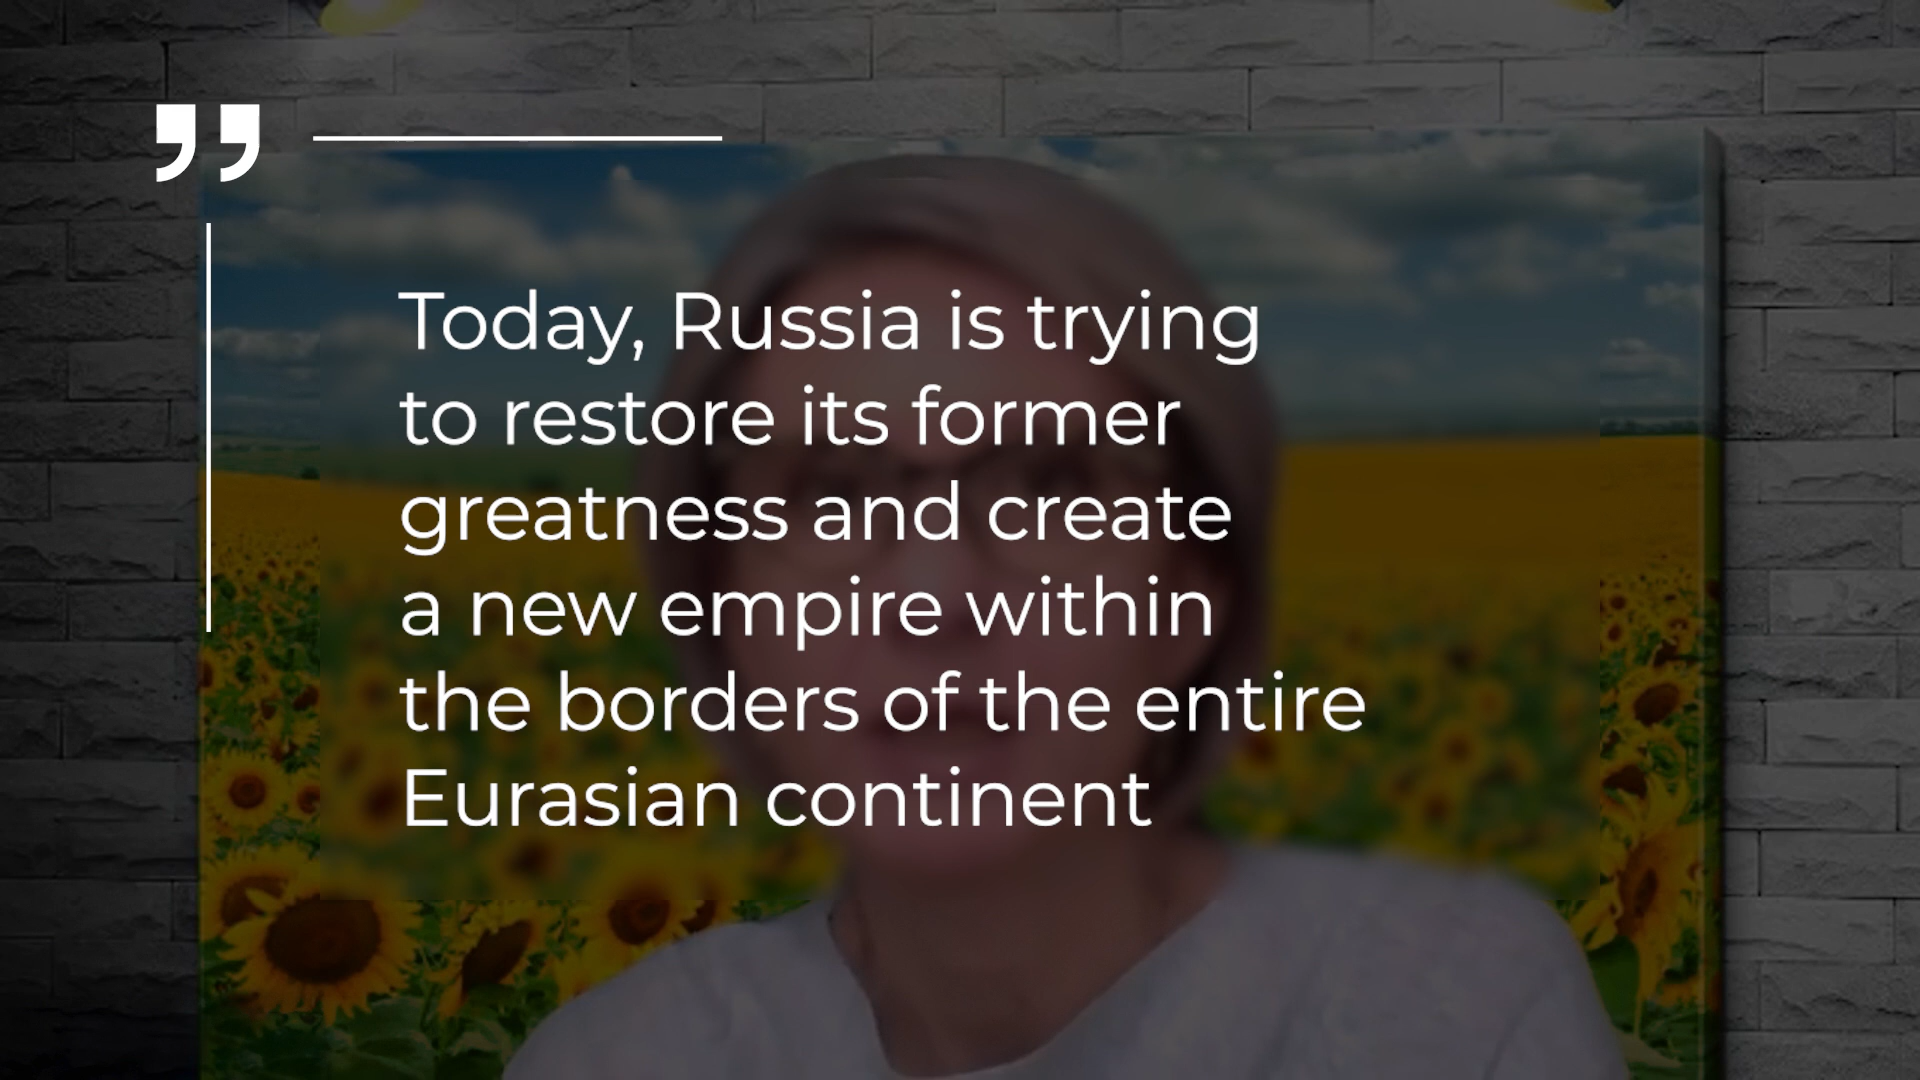 ”
Today, Russia is trying
to restore its former
greatness and create
a new empire within
the borders of the entire
Eurasian continent